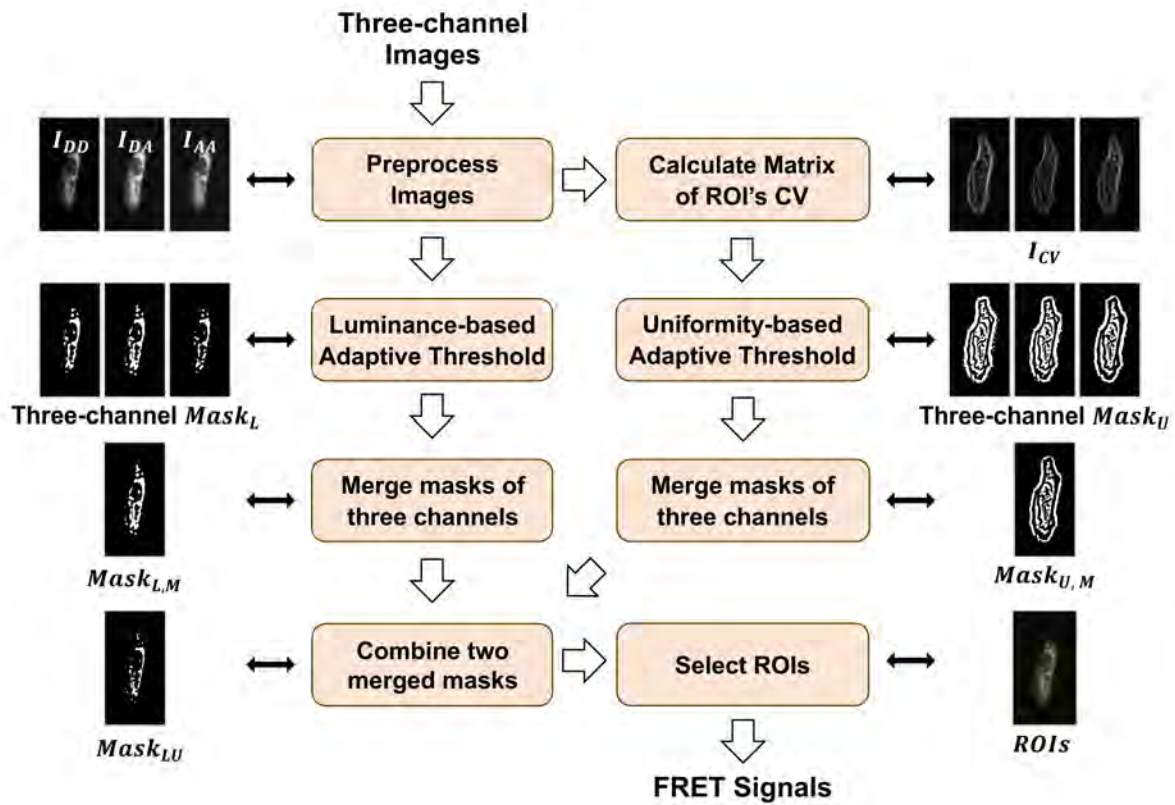 Three-channel
Images
I_DD I_DA I_AA
Preprocess
Images
Calculate Matrix
of ROI's CV
I_CV
Luminance-based
Adaptive Threshold
Uniformity-based
Adaptive Threshold
Three-channel Mask_L
Three-channel Mask_U
Merge masks of
three channels
Merge masks of
three channels
Mask_L,M
Mask_U,M
Combine two
merged masks
Select ROIs
Mask_LU
ROIs
FRET Signals